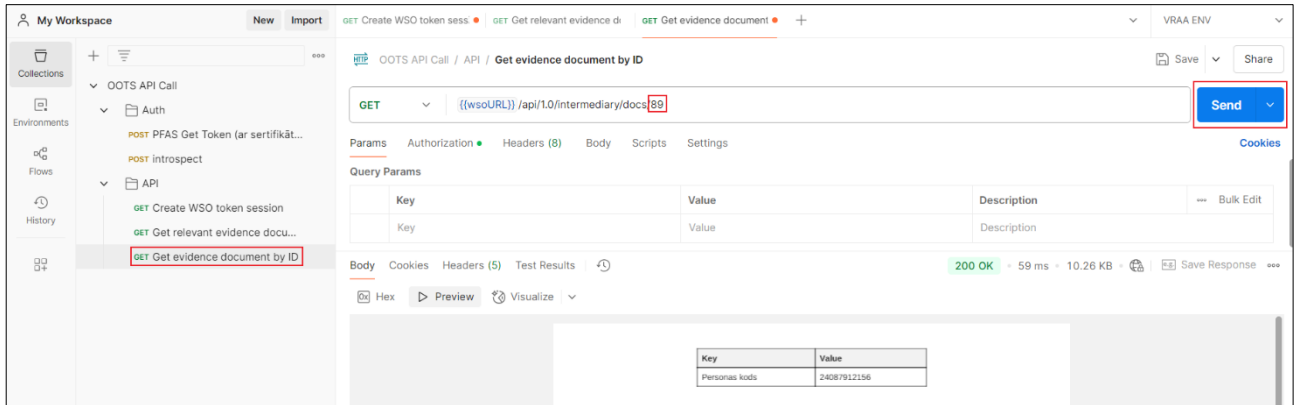 My Workspace New Import GET Create WSO token sess GET Get relevant evidence d GET Get evidence document + VRAA ENV
Collections
Environments
Flows
History
OOTS API Call
Auth
POST PFAS Get Token (ar sertifikāt...
POST introspect
API
GET Create WSO token session
GET Get relevant evidence docu...
GET Get evidence document by ID
HTTP OOTS API Call / API / Get evidence document by ID Save Share
GET {{wsoURL}} /api/1.0/intermediary/docs/89 Send
Params Authorization Headers (8) Body Scripts Settings Cookies
Query Params
Key Value Description Bulk Edit
Key Value Description
Body Cookies Headers (5) Test Results 200 OK 59 ms 10.26 KB Save Response
0x Hex Preview Visualize
Key Value
Personas kods 24087912156